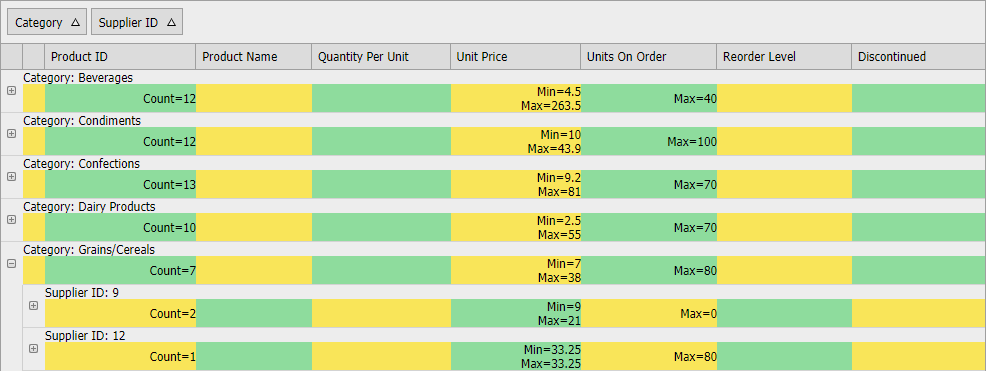 Category Supplier ID
Product ID Product Name Quantity Per Unit Unit Price Units On Order Reorder Level Discontinued
Category: Beverages
Count=12 Min=4.5 Max=40
Max=263.5
Category: Condiments
Count=12 Min=10 Max=100
Max=43.9
Category: Confections
Count=13 Min=9.2 Max=70
Max=81
Category: Dairy Products
Count=10 Min=2.5 Max=70
Max=55
Category: Grains/Cereals
Count=7 Min=7 Max=80
Max=38
Supplier ID: 9
Count=2 Min=9 Max=0
Max=21
Supplier ID: 12
Count=1 Min=33.25 Max=80
Max=33.25